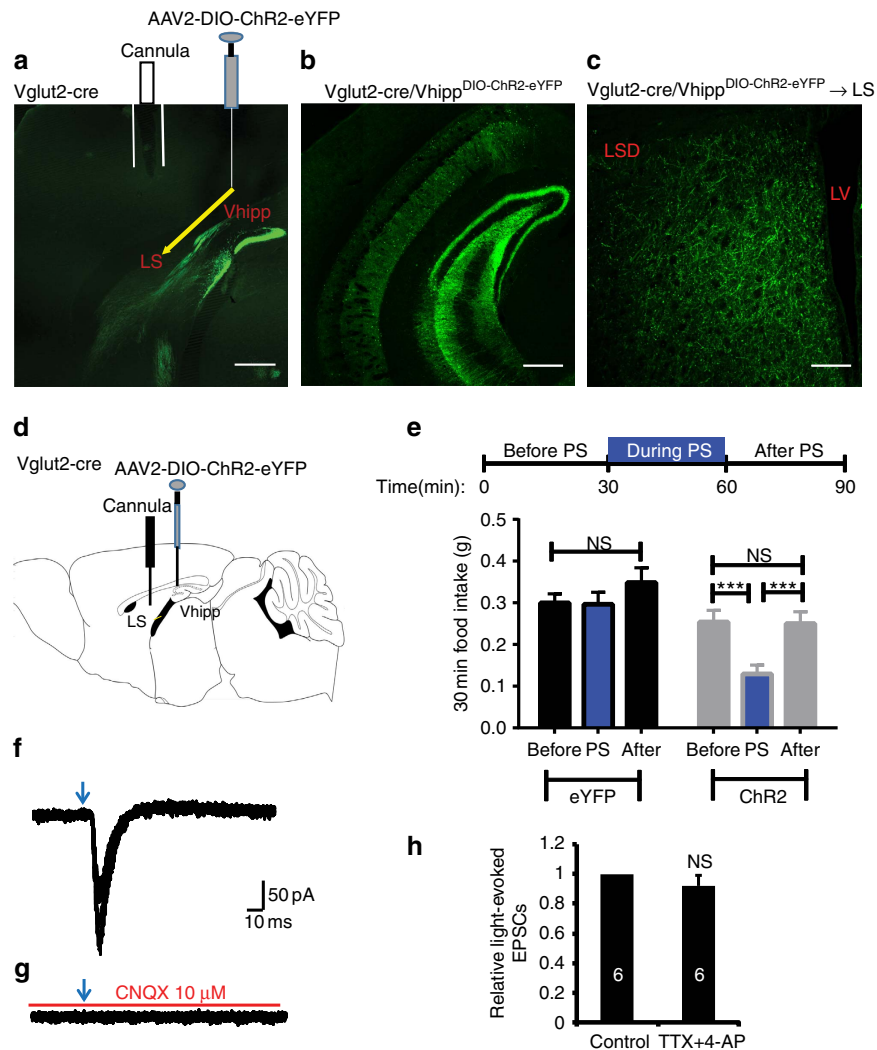 AAV2-DIO-ChR2-eYFP
a
Cannula
Vglut2-cre
Vhipp
LS
b
Vglut2-cre/Vhipp^DIO-ChR2-eYFP
c
Vglut2-cre/Vhipp^DIO-ChR2-eYFP → LS
LSD
LV
d
Vglut2-cre
AAV2-DIO-ChR2-eYFP
Cannula
LS
Vhipp
e
Before PS During PS After PS
Time(min): 0 30 60 90
30 min food intake (g)
0.5
0.4
0.3
0.2
0.1
0.0
NS
NS
*** ***
Before PS After Before PS After
eYFP ChR2
f
50 pA
10 ms
g
CNQX 10 μM
h
Relative light-evoked
EPSCs
1.2
1
0.8
0.6
0.4
0.2
0
NS
6 6
Control TTX+4-AP